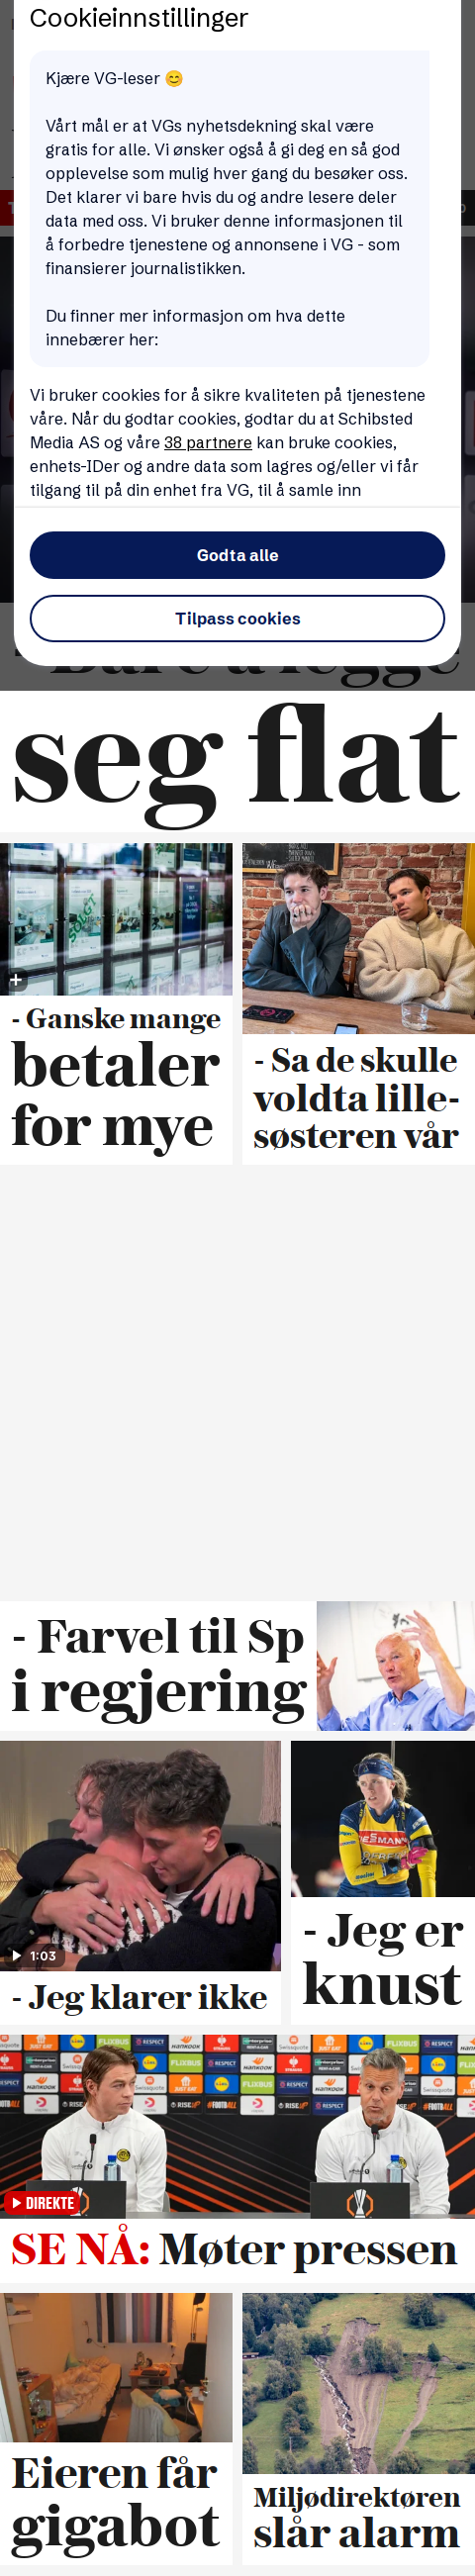 Cookieinnstillinger
Kjære VG-leser 😊
Vårt mål er at VGs nyhetsdekning skal være
gratis for alle. Vi ønsker også å gi deg en så god
opplevelse som mulig hver gang du besøker oss.
Det klarer vi bare hvis du og andre lesere deler
data med oss. Vi bruker denne informasjonen til
å forbedre tjenestene og annonsene i VG - som
finansierer journalistikken.
Du finner mer informasjon om hva dette
innebærer her:
Vi bruker cookies for å sikre kvaliteten på tjenestene
våre. Når du godtar cookies, godtar du at Schibsted
Media AS og våre 38 partnere kan bruke cookies,
enhets-IDer og andre data som lagres og/eller vi får
tilgang til på din enhet fra VG, til å samle inn
Godta alle
Tilpass cookies
- Bare å legge
seg flat
SOLGT
- Ganske mange
betaler
for mye
- Sa de skulle
voldta lille-
søsteren vår
- Farvel til Sp
i regjering
1:03
- Jeg klarer ikke
- Jeg er
knust
DIREKTE
SE NÅ: Møter pressen
Eieren får
gigabot
Miljødirektøren
slår alarm